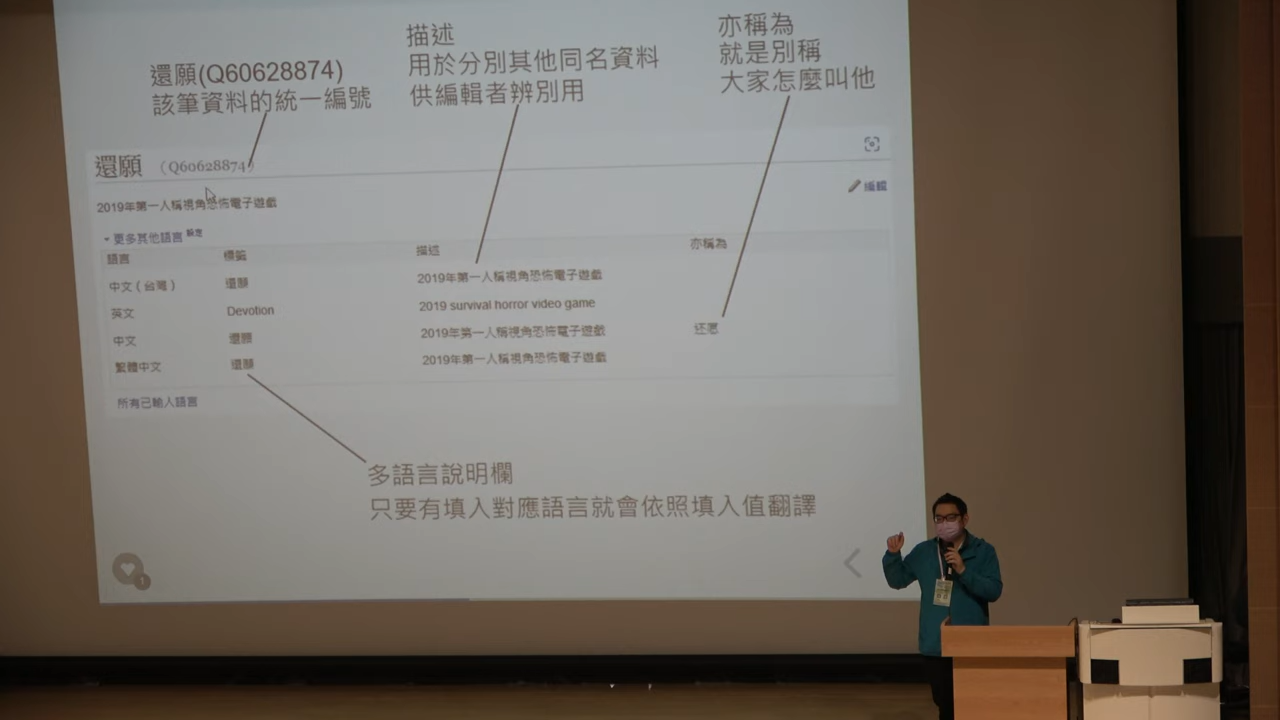 還願(Q60628874)
該筆資料的統一編號
描述
用於分別其他同名資料
供編輯者辨別用
亦稱為
就是別稱
大家怎麼叫他
還願 (Q60628874)
2019年第一人稱視角恐怖電子遊戲
編輯
更多其他語言 設定
語言 標籤 描述 亦稱為
中文(台灣) 還願 2019年第一人稱視角恐怖電子遊戲
英文 Devotion 2019 survival horror video game
中文 還願 2019年第一人稱視角恐怖電子遊戲 还愿
繁體中文 還願 2019年第一人稱視角恐怖電子遊戲
所有已輸入語言
多語言說明欄
只要有填入對應語言就會依照填入值翻譯